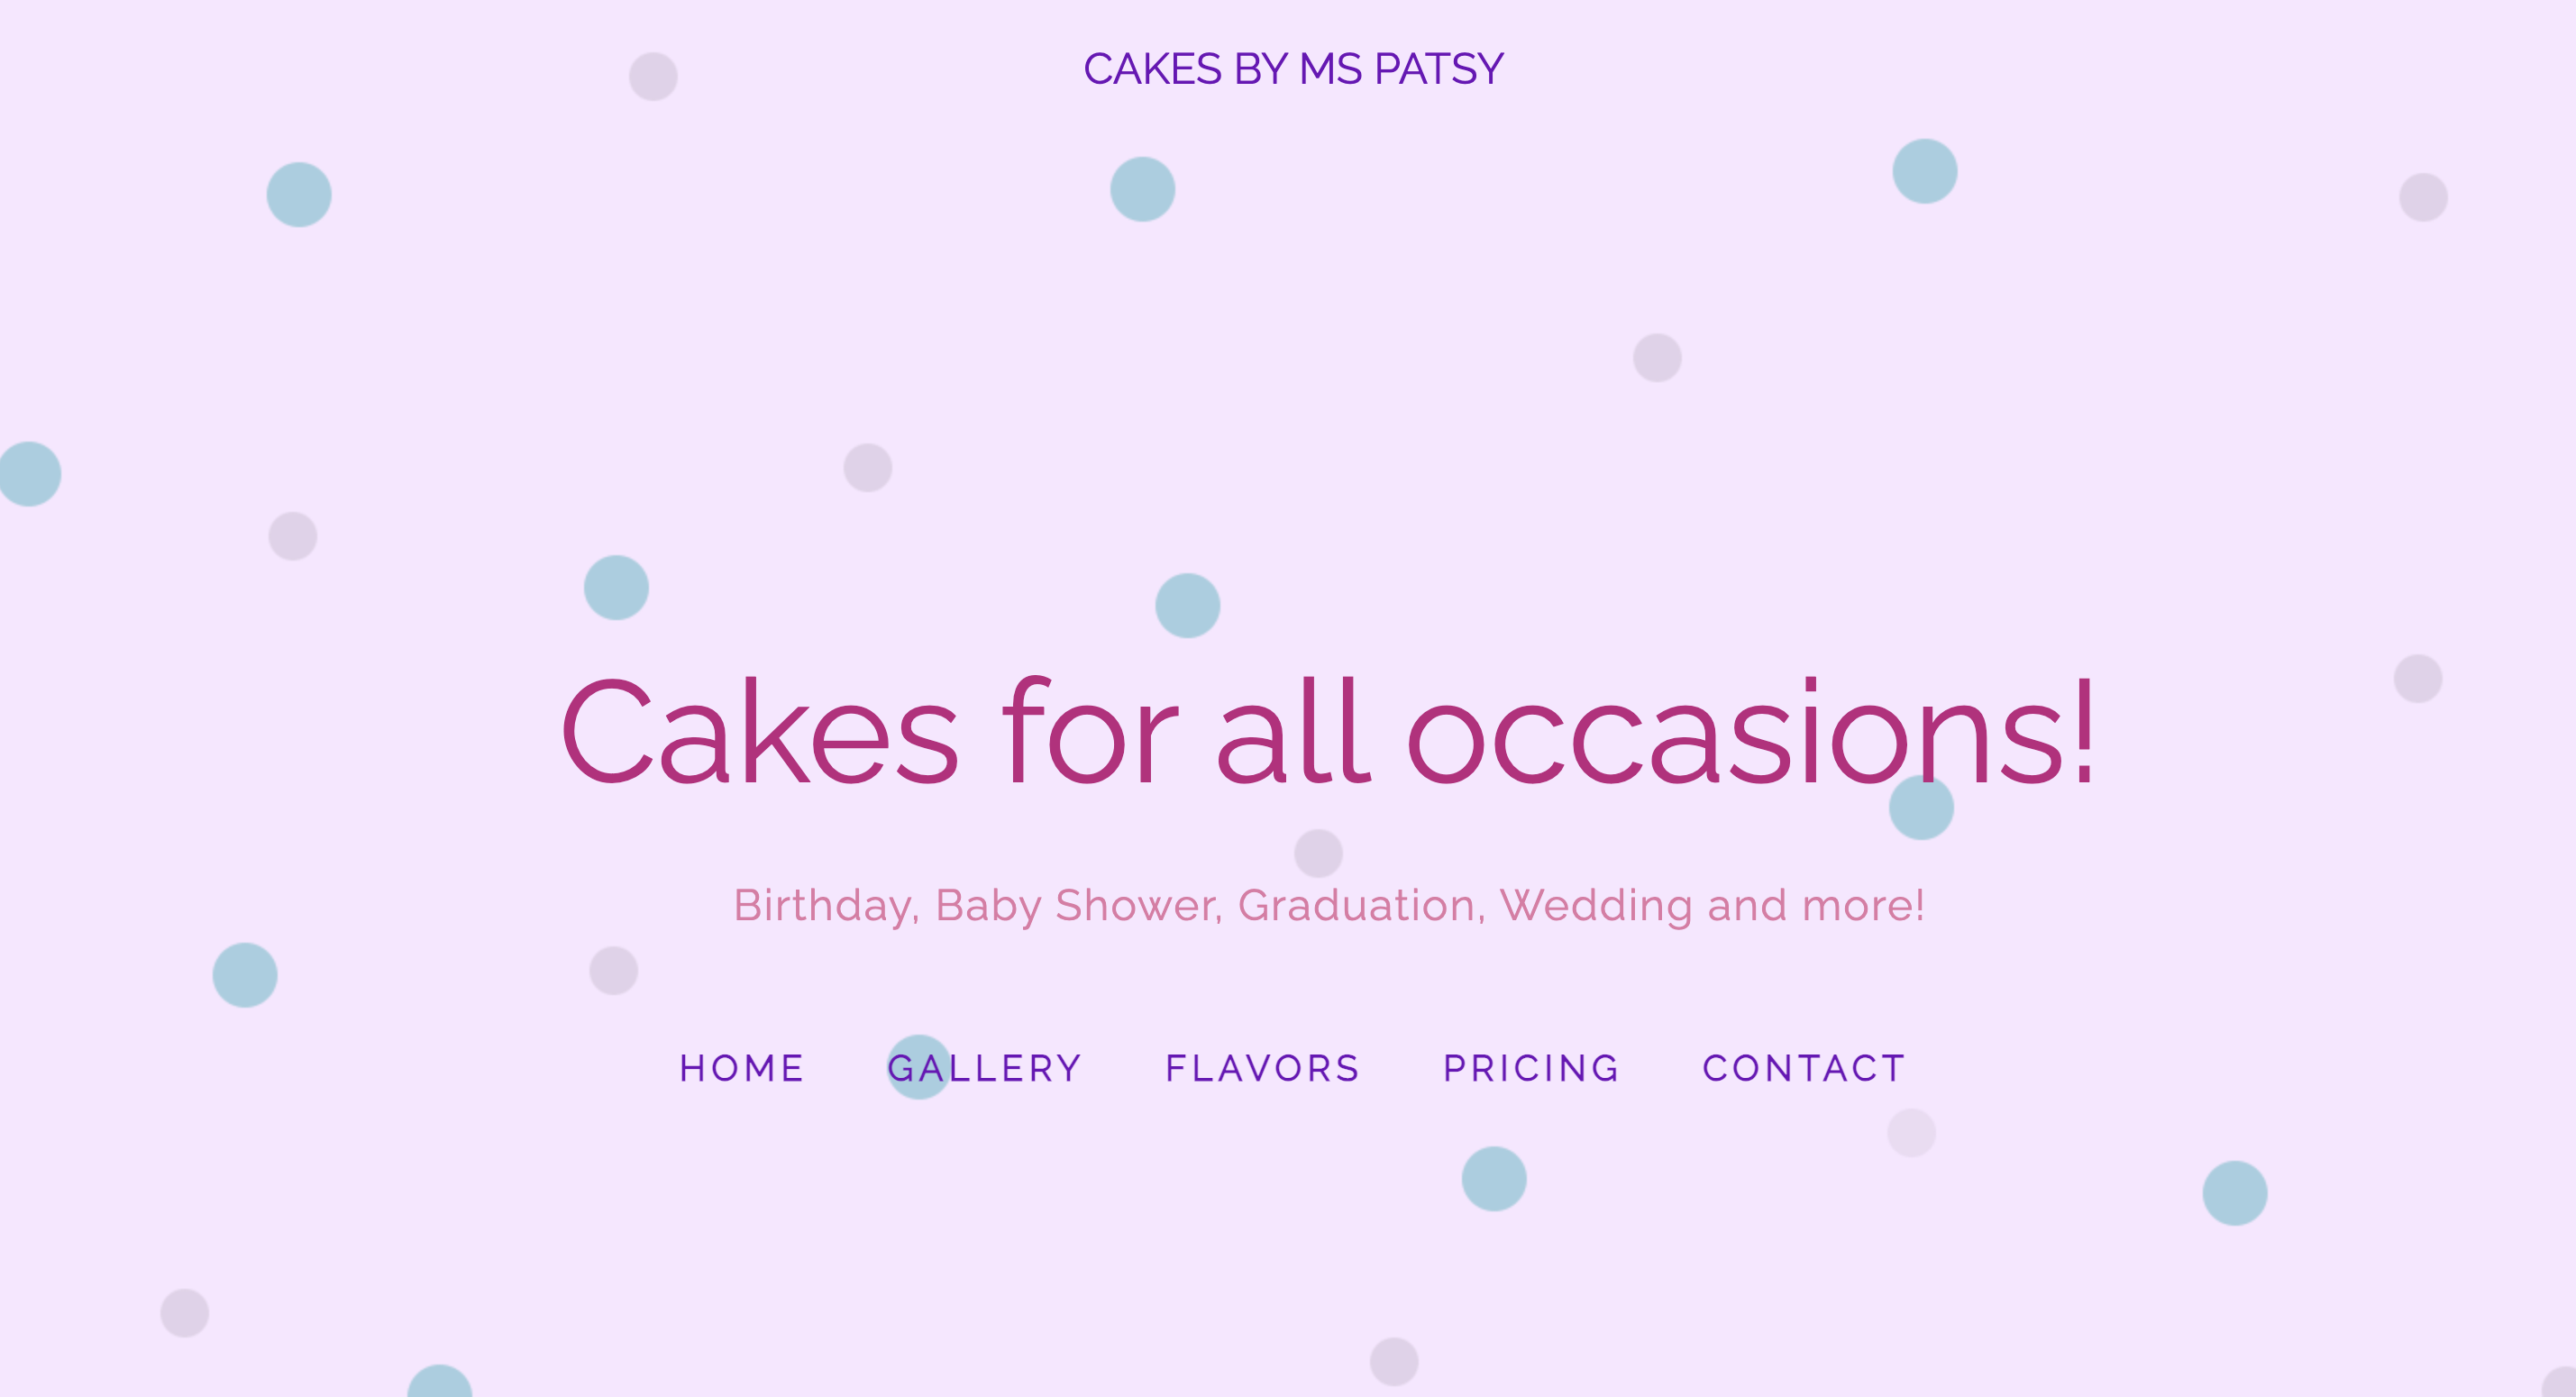 CAKES BY MS PATSY
Cakes for all occasions!
Birthday, Baby Shower, Graduation, Wedding and more!
HOME GALLERY FLAVORS PRICING CONTACT